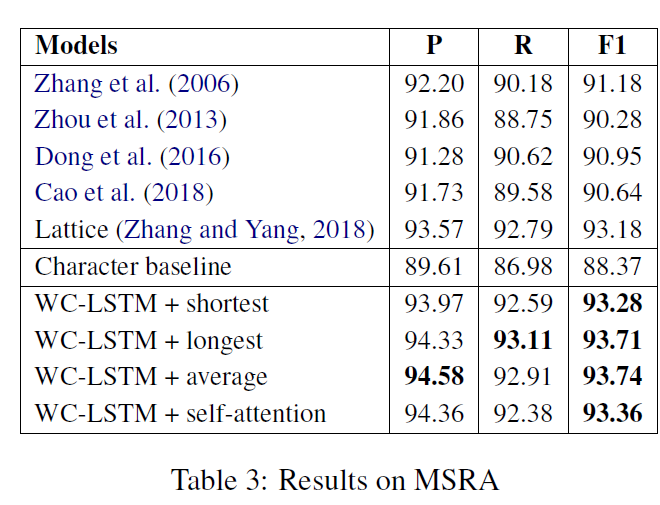 Models P R F1
Zhang et al. (2006) 92.20 90.18 91.18
Zhou et al. (2013) 91.86 88.75 90.28
Dong et al. (2016) 91.28 90.62 90.95
Cao et al. (2018) 91.73 89.58 90.64
Lattice (Zhang and Yang, 2018) 93.57 92.79 93.18
Character baseline 89.61 86.98 88.37
WC-LSTM + shortest 93.97 92.59 93.28
WC-LSTM + longest 94.33 93.11 93.71
WC-LSTM + average 94.58 92.91 93.74
WC-LSTM + self-attention 94.36 92.38 93.36
Table 3: Results on MSRA